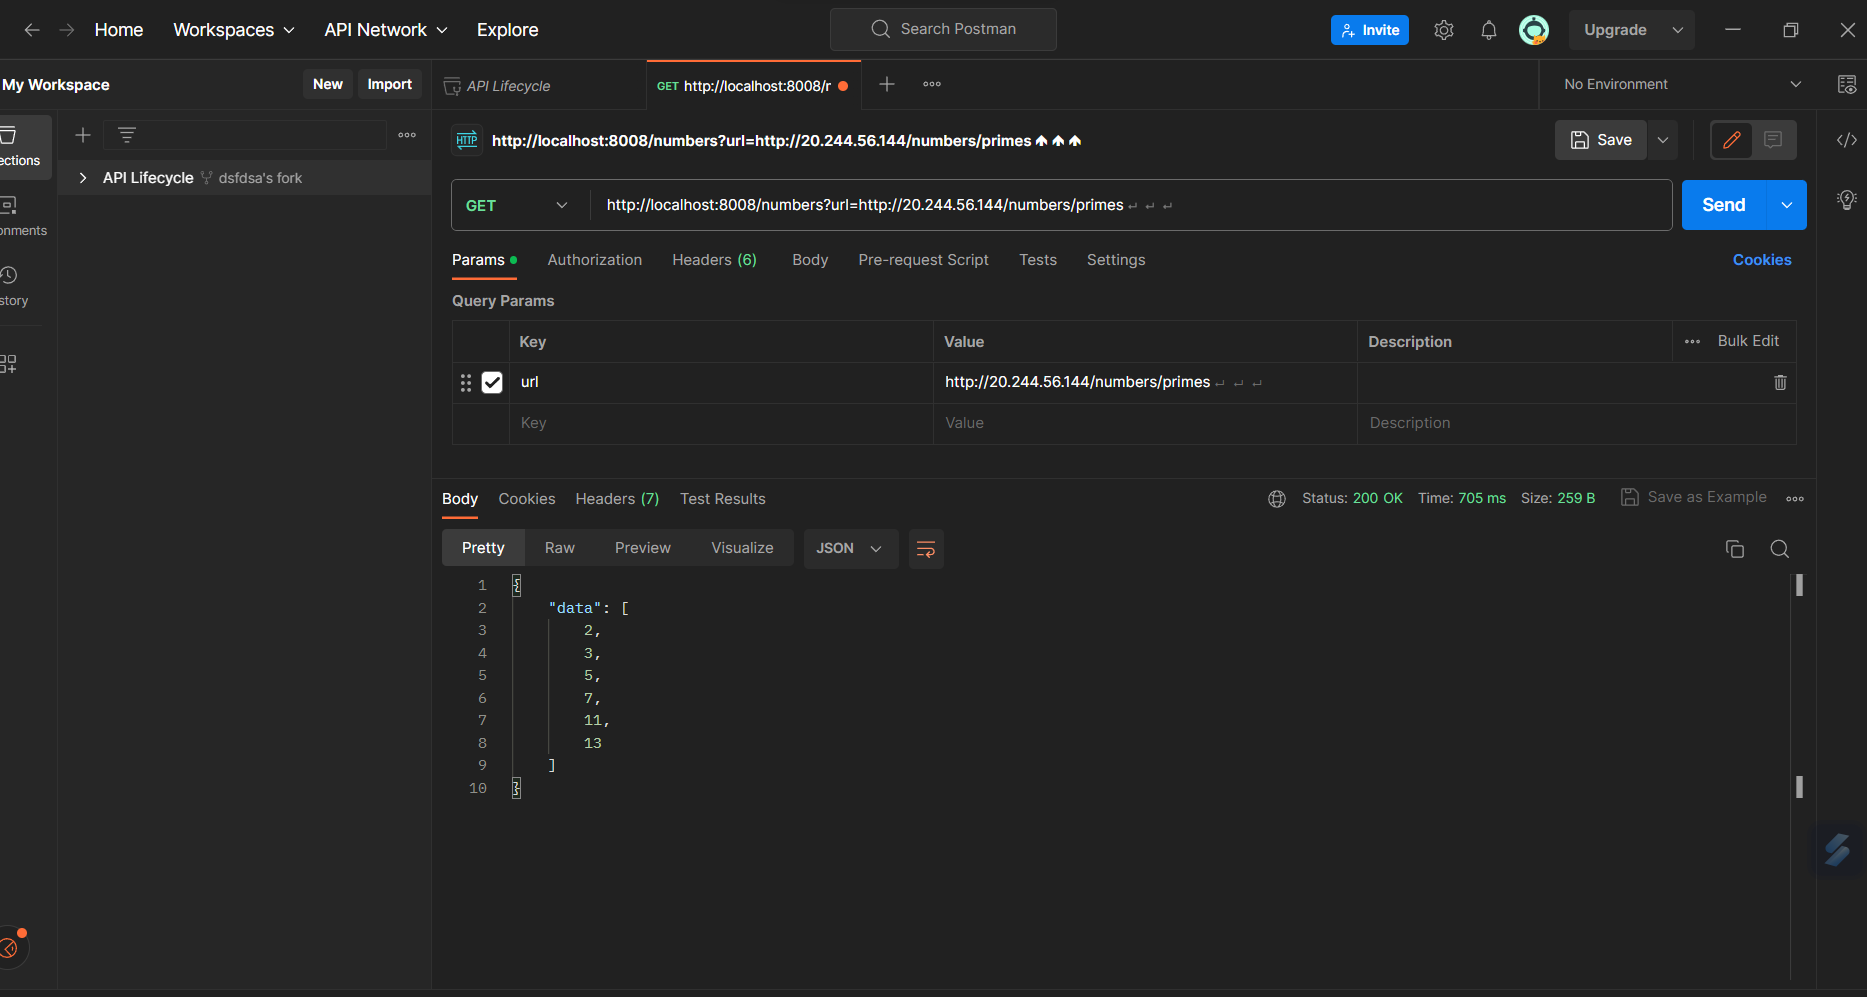 Home Workspaces API Network Explore Search Postman Invite Upgrade
My Workspace New Import API Lifecycle GET http://localhost:8008/r No Environment
ections
http://localhost:8008/numbers?url=http://20.244.56.144/numbers/primes Save
API Lifecycle dsfdsa's fork
onments
GET http://localhost:8008/numbers?url=http://20.244.56.144/numbers/primes ↵ ↵ ↵ Send
story
Params Authorization Headers (6) Body Pre-request Script Tests Settings Cookies
Query Params
Key Value Description Bulk Edit
url http://20.244.56.144/numbers/primes ↵ ↵ ↵
Key Value Description
Body Cookies Headers (7) Test Results Status: 200 OK Time: 705 ms Size: 259 B Save as Example
Pretty Raw Preview Visualize JSON
1 {
2 "data": [
3 2,
4 3,
5 5,
6 7,
7 11,
8 13
9 ]
10 }